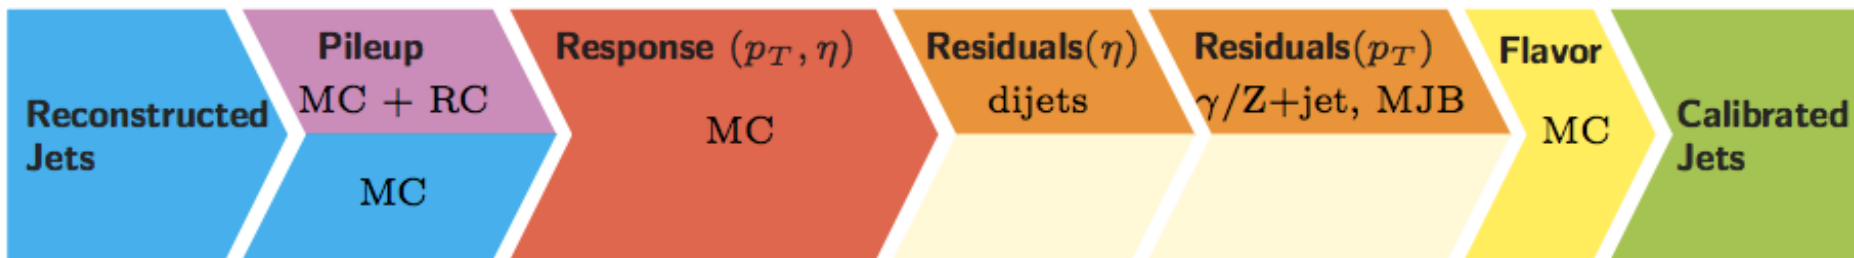 Reconstructed
Jets
Pileup
MC + RC
MC
Response (p_T, η)
MC
Residuals(η)
dijets
Residuals(p_T)
γ/Z+jet, MJB
Flavor
MC
Calibrated
Jets